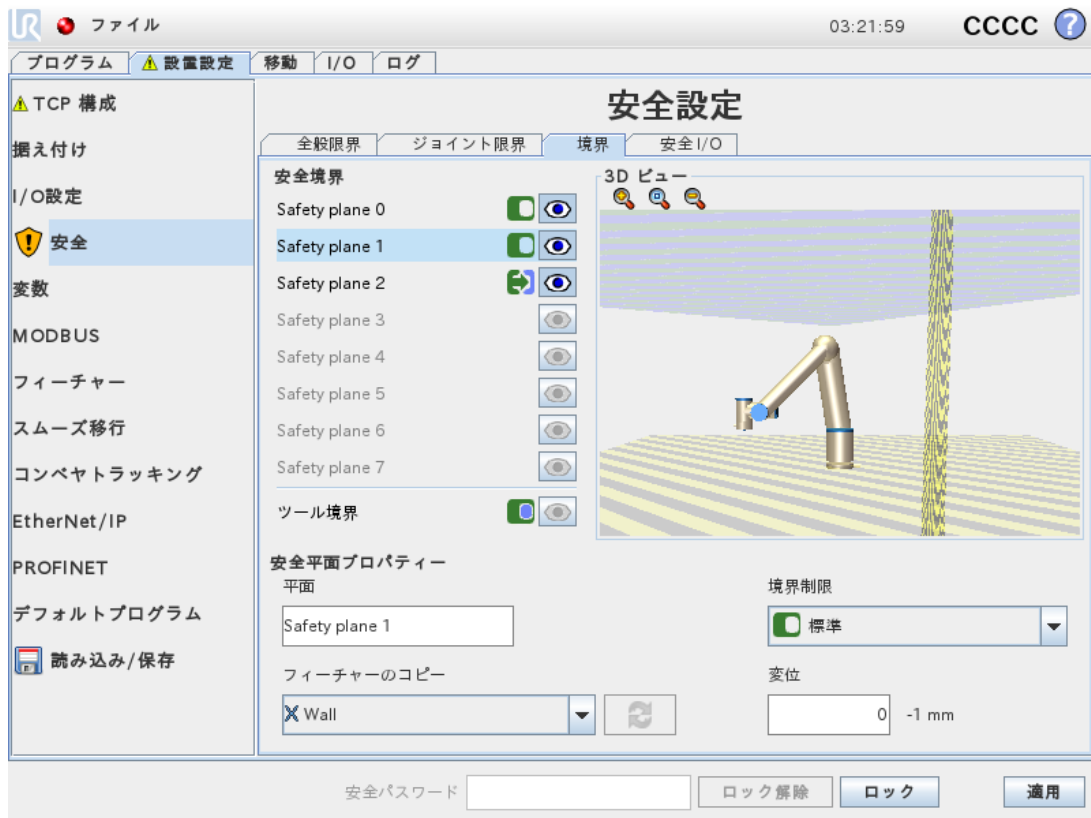 UR ファイル 03:21:59 CCCC ?
プログラム 設置設定 移動 I/O ログ
TCP 構成
据え付け
I/O設定
安全
変数
MODBUS
フィーチャー
スムーズ移行
コンベヤトラッキング
EtherNet/IP
PROFINET
デフォルトプログラム
読み込み/保存
安全設定
全般限界 ジョイント限界 境界 安全I/O
安全境界
Safety plane 0
Safety plane 1
Safety plane 2
Safety plane 3
Safety plane 4
Safety plane 5
Safety plane 6
Safety plane 7
ツール境界
3D ビュー
安全平面プロパティー
平面 境界制限
Safety plane 1 標準
フィーチャーのコピー 変位
Wall 0 -1 mm
安全パスワード ロック解除 ロック 適用